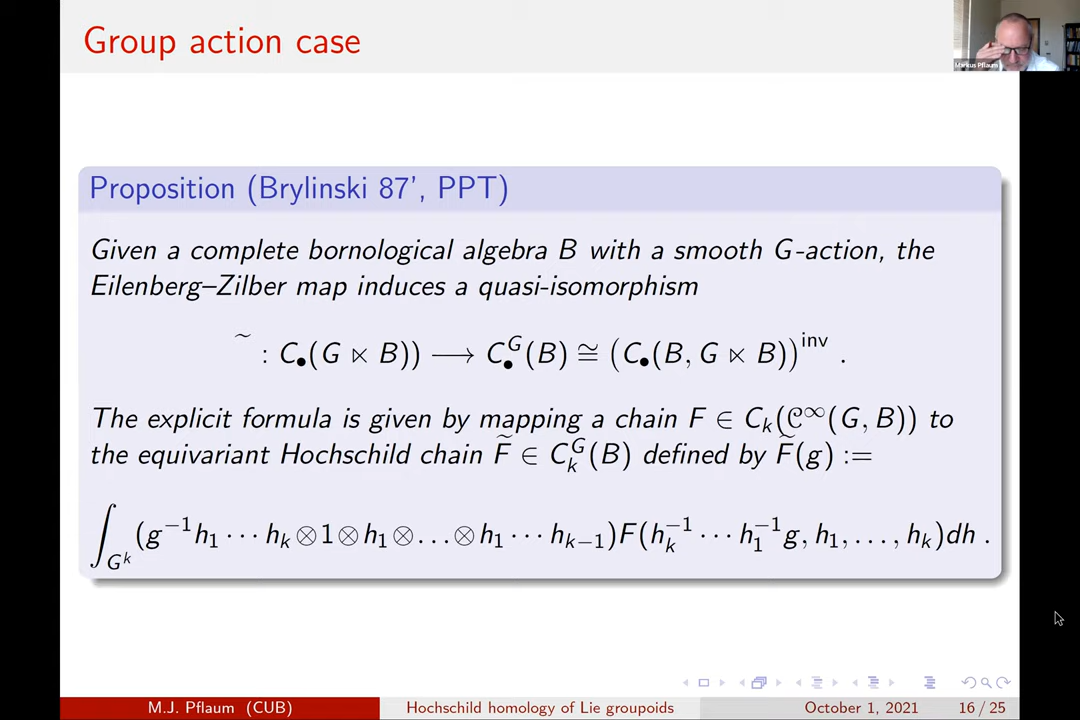 Group action case
Markus Pflaum
Proposition (Brylinski 87', PPT)
Given a complete bornological algebra B with a smooth G-action, the
Eilenberg–Zilber map induces a quasi-isomorphism
~ : C•(G ⋉ B)) ⟶ C•^G(B) ≅ (C•(B, G ⋉ B))^inv .
The explicit formula is given by mapping a chain F ∈ C_k(𝒞^∞(G, B)) to
the equivariant Hochschild chain F̃ ∈ C_k^G(B) defined by F̃(g) :=
∫_{G^k} (g^{-1}h_1 ⋯ h_k ⊗ 1 ⊗ h_1 ⊗ … ⊗ h_1 ⋯ h_{k−1})F(h_k^{-1} ⋯ h_1^{-1}g, h_1, …, h_k)dh .
M.J. Pflaum (CUB)
Hochschild homology of Lie groupoids
October 1, 2021
16 / 25